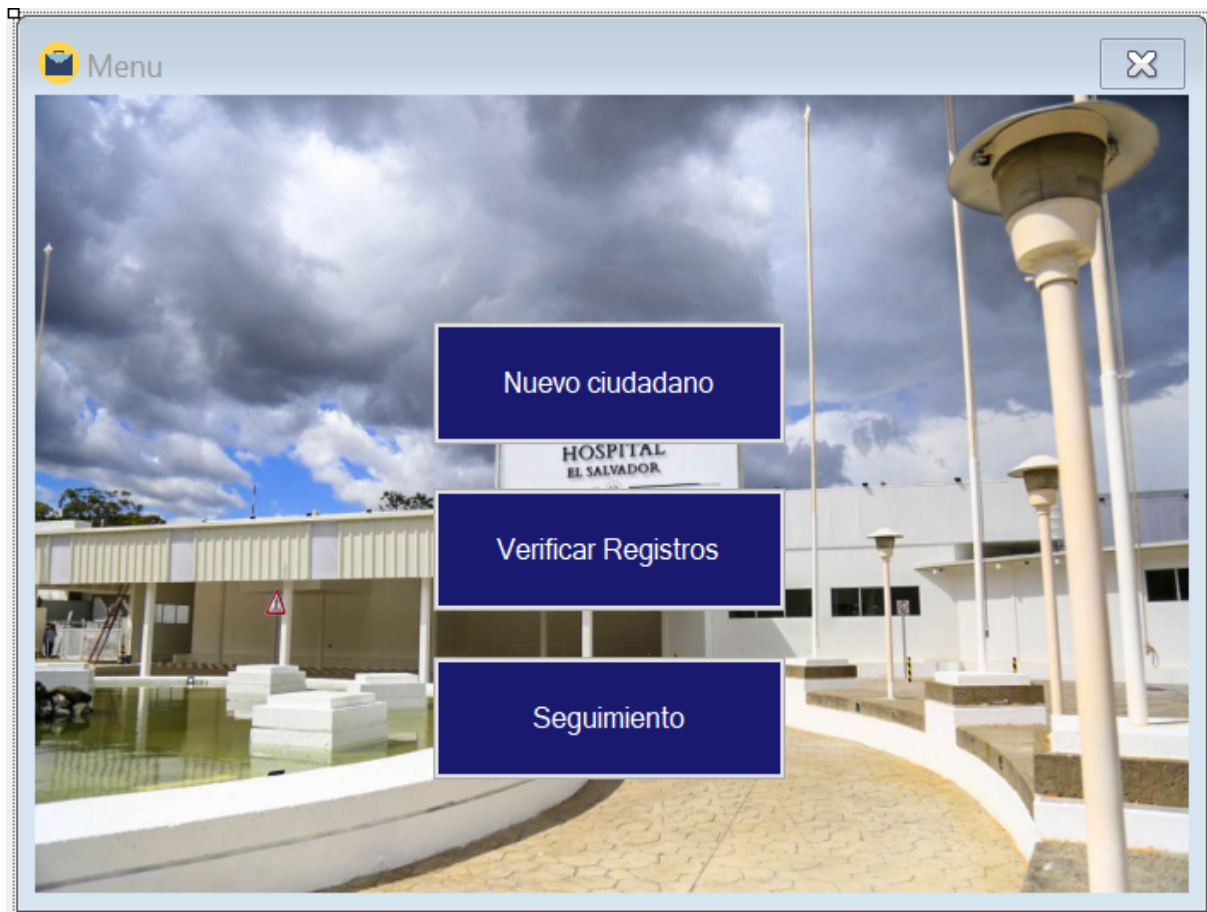 Menu
Nuevo ciudadano
HOSPITAL
EL SALVADOR
Verificar Registros
Seguimiento